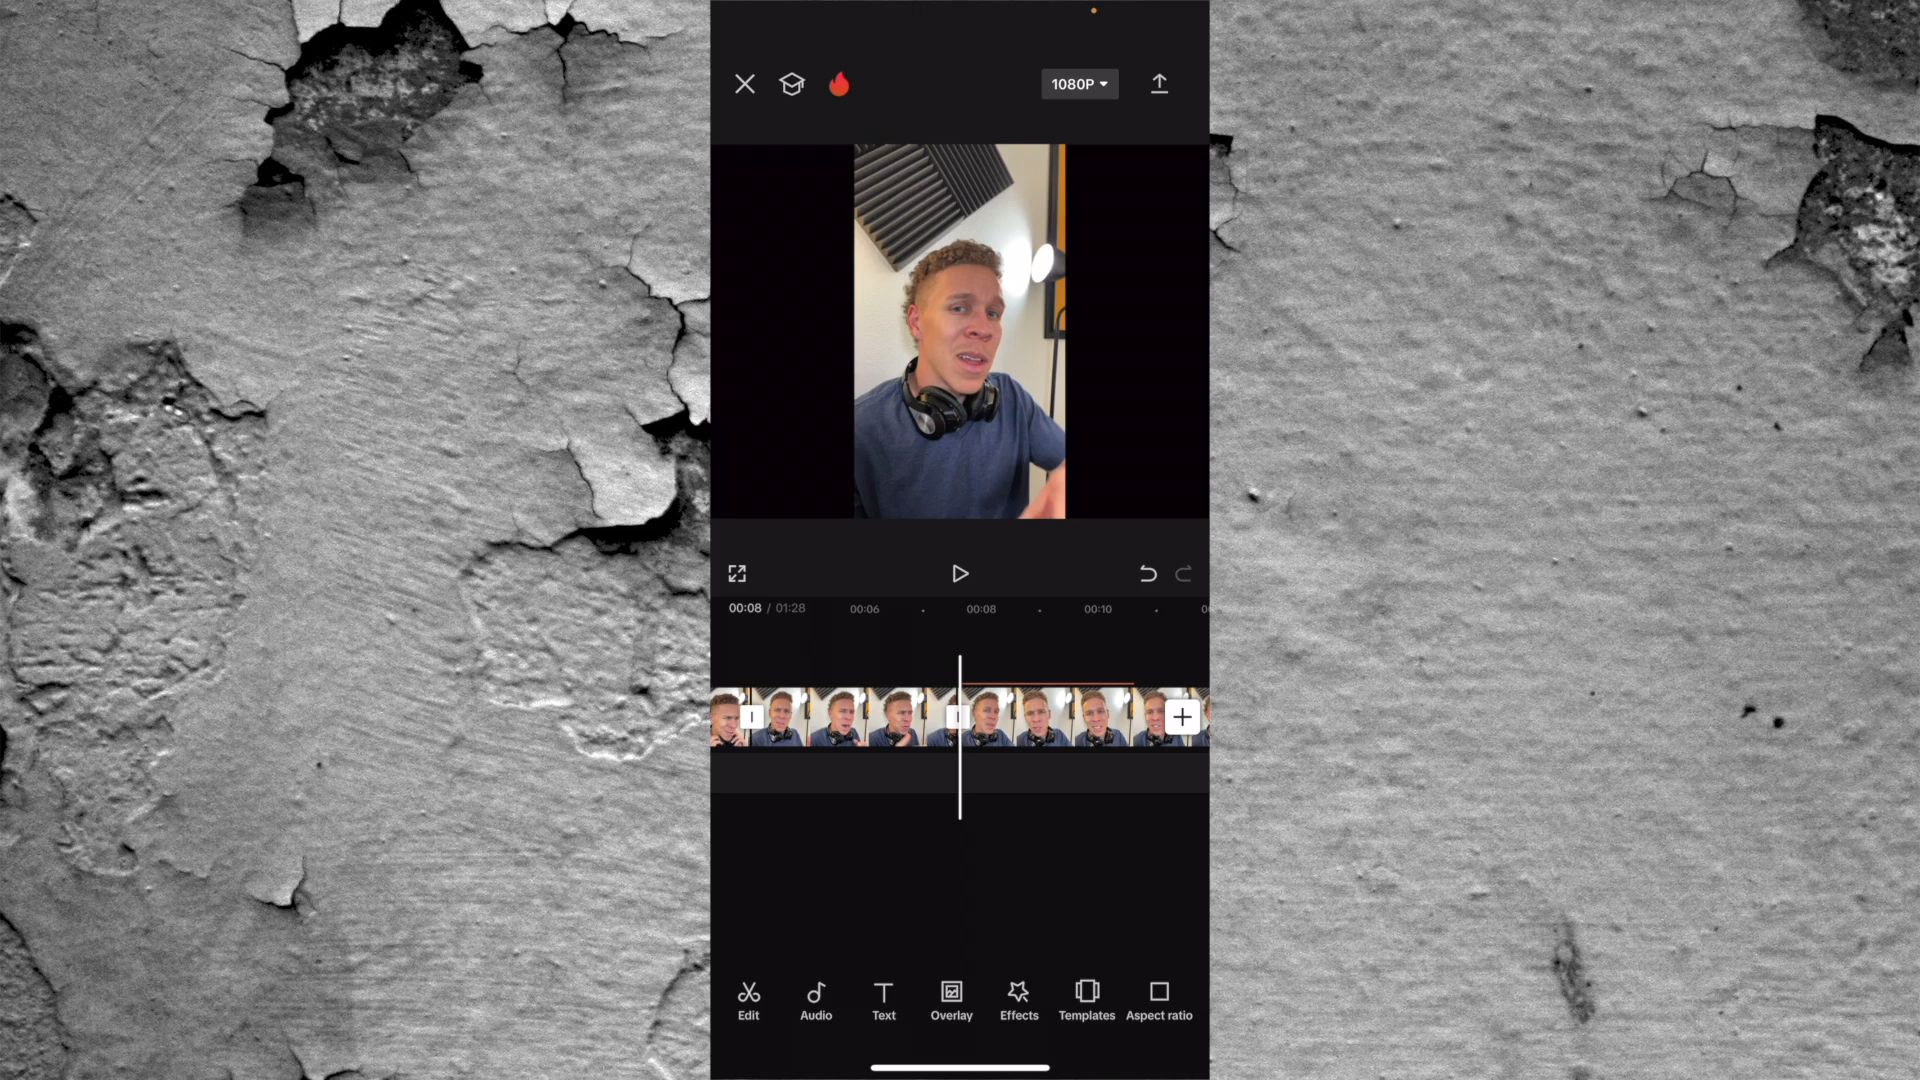 1080P
00:08 / 01:28 00:06 00:08 00:10
Edit Audio Text Overlay Effects Templates Aspect ratio